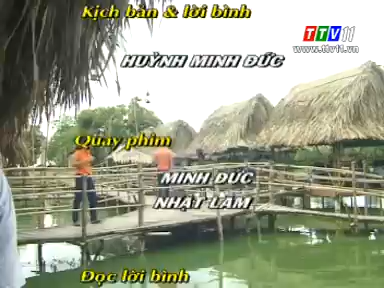 Kịch bản & lời bình
TTV11
www.ttv11.vn
HUỲNH MINH ĐỨC
Quay phim
MINH ĐỨC
NHẬT LÂM
Đọc lời bình